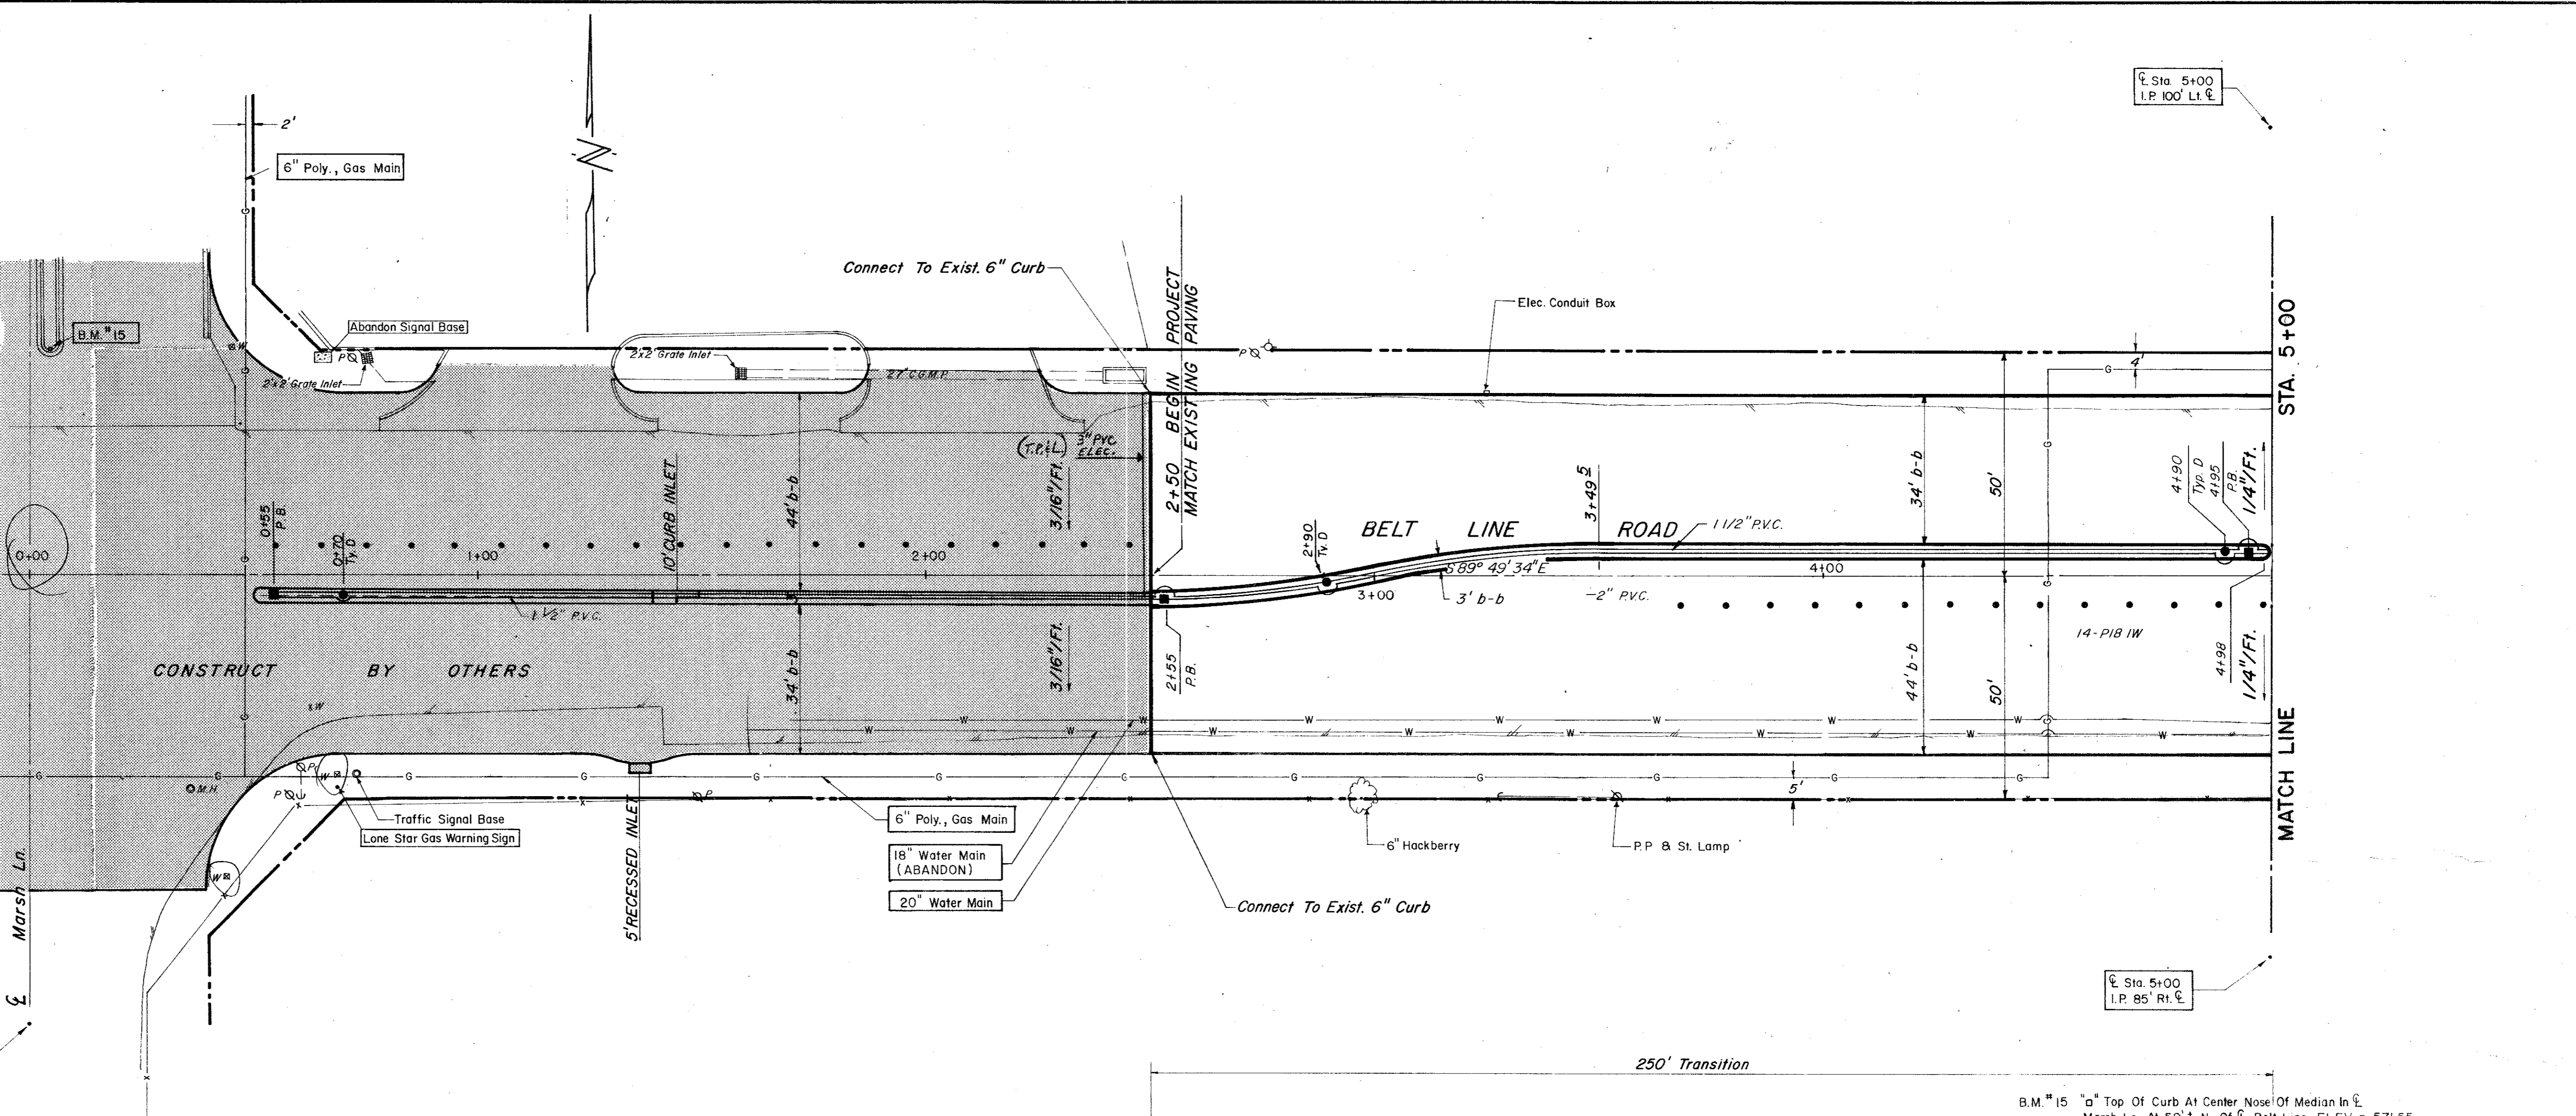 ℄ Sta. 5+00
I.P. 100' Lt. ℄
2'
6" Poly., Gas Main
Connect To Exist. 6" Curb
2+50 BEGIN PROJECT
MATCH EXISTING PAVING
Elec. Conduit Box
B.M. #15
Abandon Signal Base
W
P
2'x2' Grate Inlet
2'x2' Grate Inlet
27" C.G.M.P.
P
4'
G
STA. 5+00
(T.P.&L.) 3" PVC
ELEC.
0+55
P.B.
0+70
Ty. D
10' CURB INLET
44' b-b
3/16"/Ft.
3+49 5
34' b-b
50'
4+90
Typ. D
4+95
P.B.
1/4"/Ft.
0+00
1+00
2+00
2+90
Ty. D
BELT LINE ROAD
1 1/2" P.V.C.
S 89° 49' 34" E
3+00
4+00
3' b-b
2" P.V.C.
1 1/2" P.V.C.
14-P18 1W
CONSTRUCT BY OTHERS
34' b-b
3/16"/Ft.
2+55
P.B.
44' b-b
50'
4+98
1/4"/Ft.
W W W W W W
W W W W W W W W
G G G G G G G G G G G G
M.H.
P
W
P
5'
Traffic Signal Base
Lone Star Gas Warning Sign
W
5' RECESSED INLET
6" Poly., Gas Main
18" Water Main
(ABANDON)
20" Water Main
6" Hackberry
P.P & St. Lamp
Connect To Exist. 6" Curb
MATCH LINE
℄ Marsh Ln.
℄ Sta. 5+00
I.P. 85' Rt. ℄
250' Transition
B.M. #15 "□" Top Of Curb At Center Nose Of Median In ℄